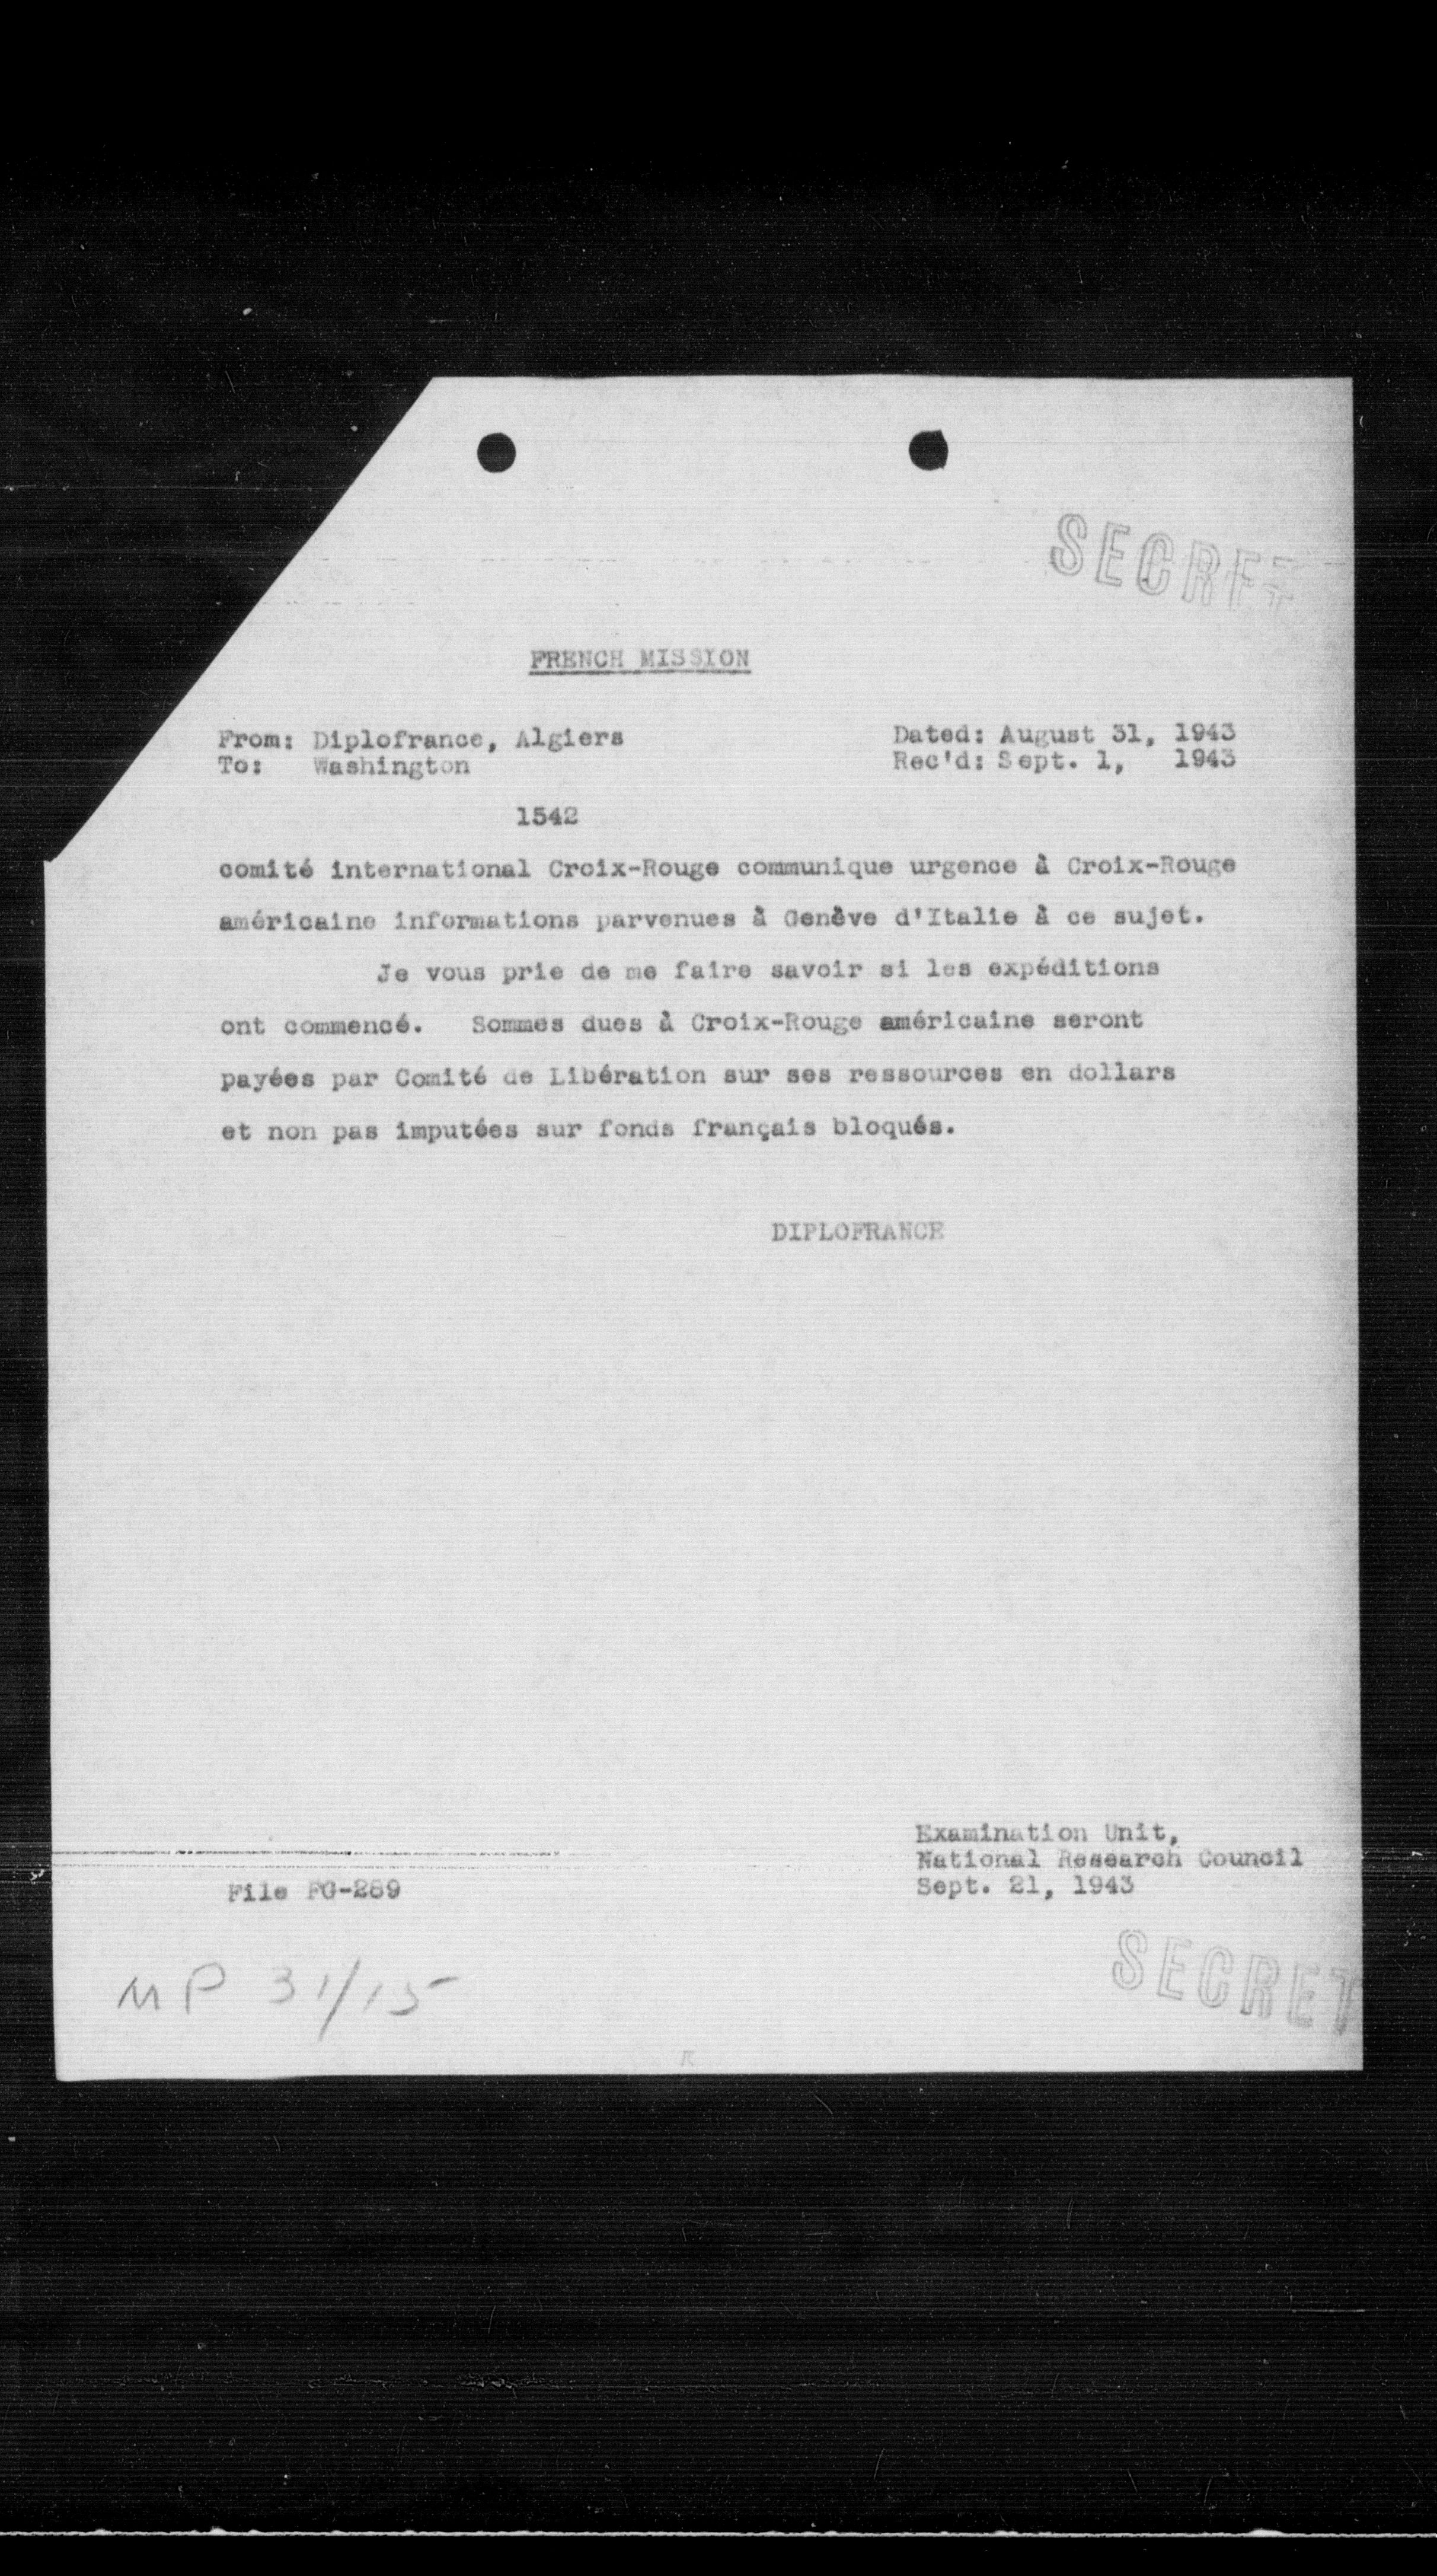 SECRET
FRENCH MISSION
From: Diplofrance, Algiers
Dated: August 31, 1943
To: Washington
Rec'd: Sept. 1, 1943
1542
comité international Croix-Rouge communique urgence à Croix-Rouge
américaine informations parvenues à Genève d'Italie à ce sujet.
Je vous prie de me faire savoir si les expéditions
ont commencé. Sommes dues à Croix-Rouge américaine seront
payées par Comité de Libération sur ses ressources en dollars
et non pas imputées sur fonds français bloqués.
DIPLOFRANCE
Examination Unit,
National Research Council
File FG-289
Sept. 21, 1943
MP 31/15
SECRET